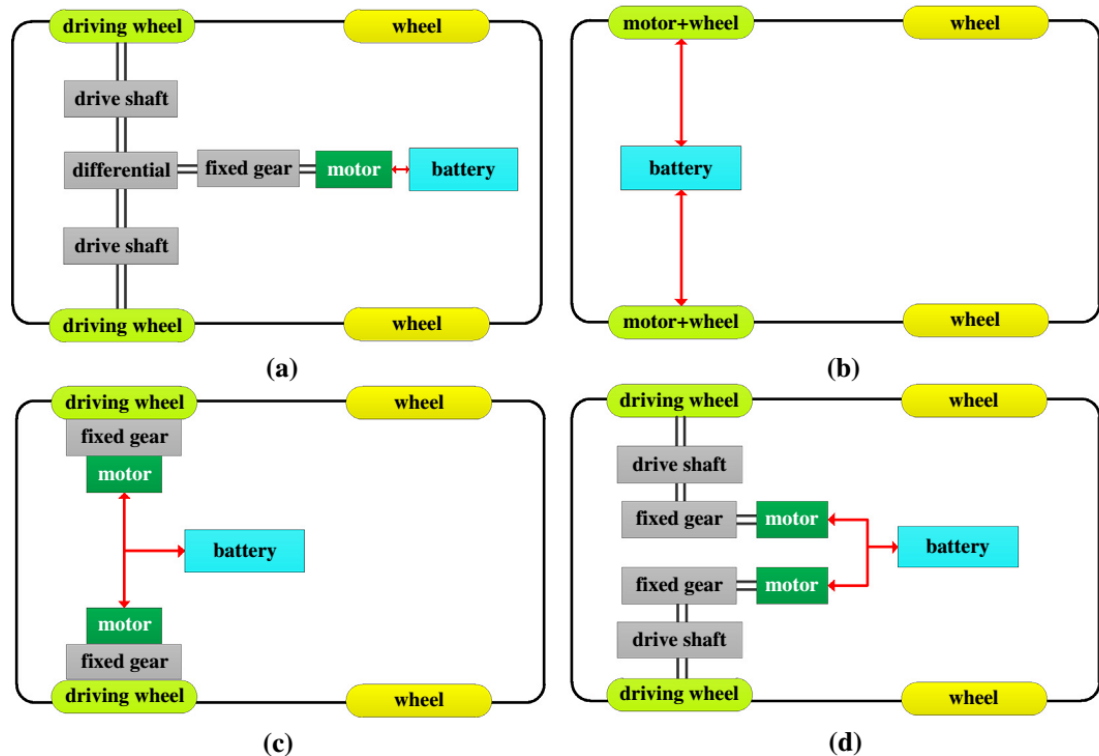 driving wheel
wheel
drive shaft
differential
fixed gear
motor
battery
drive shaft
driving wheel
wheel
(a)
motor+wheel
wheel
battery
motor+wheel
wheel
(b)
driving wheel
wheel
fixed gear
motor
battery
motor
fixed gear
driving wheel
wheel
(c)
driving wheel
wheel
drive shaft
fixed gear
motor
battery
fixed gear
motor
drive shaft
driving wheel
wheel
(d)